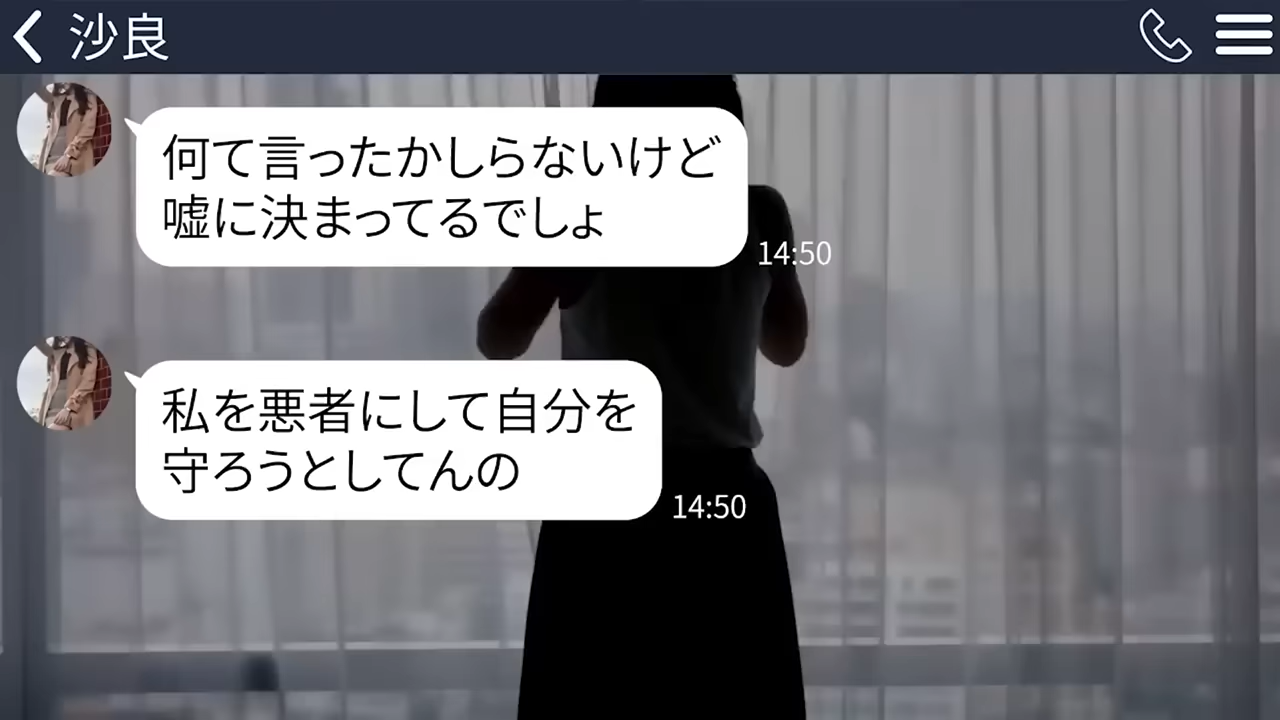 沙良
何て言ったかしらないけど
嘘に決まってるでしょ
14:50
私を悪者にして自分を
守ろうとしてんの
14:50